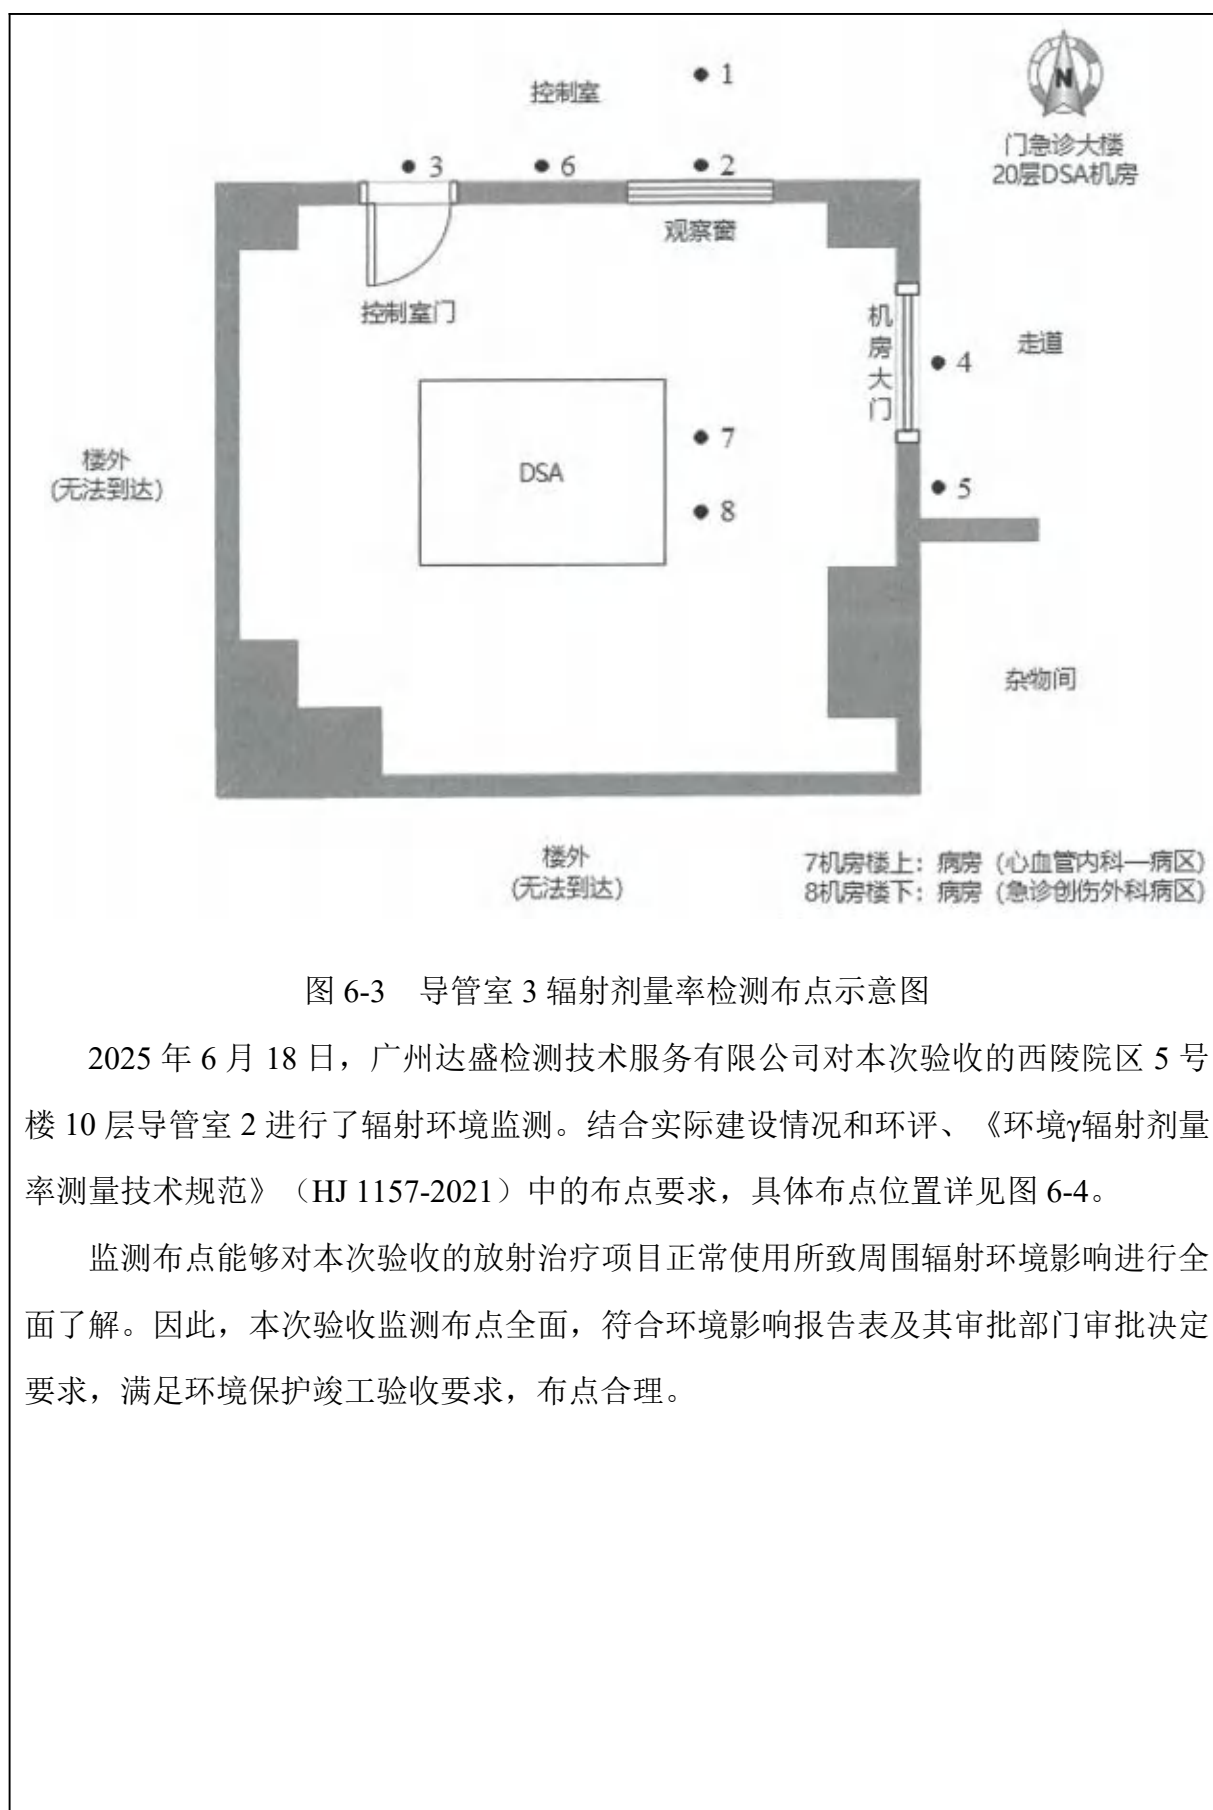 1
控制室
N
门急诊大楼
20层DSA机房
3
6
2
观察窗
控制室门
机房大门
4
走道
7
楼外
(无法到达)
DSA
5
8
杂物间
楼外
(无法到达)
7机房楼上：病房（心血管内科一病区）
8机房楼下：病房（急诊创伤外科病区）
图 6-3 导管室 3 辐射剂量率检测布点示意图
2025 年 6 月 18 日，广州达盛检测技术服务有限公司对本次验收的西陵院区 5 号
楼 10 层导管室 2 进行了辐射环境监测。结合实际建设情况和环评、《环境γ辐射剂量
率测量技术规范》（HJ 1157-2021）中的布点要求，具体布点位置详见图 6-4。
监测布点能够对本次验收的放射治疗项目正常使用所致周围辐射环境影响进行全
面了解。因此，本次验收监测布点全面，符合环境影响报告表及其审批部门审批决定
要求，满足环境保护竣工验收要求，布点合理。